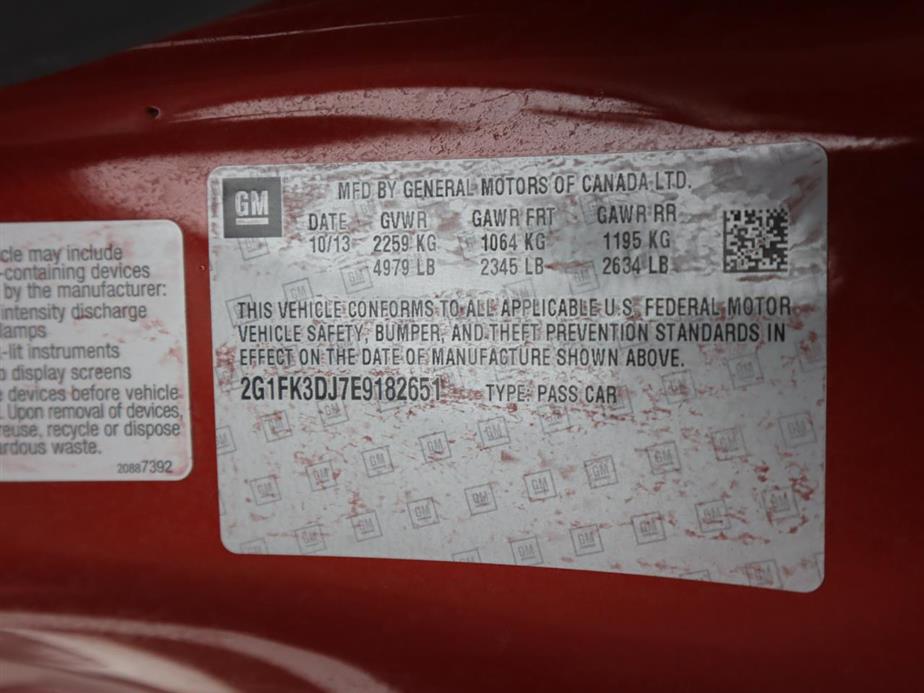 GM
MFD BY GENERAL MOTORS OF CANADA LTD.
DATE GVWR GAWR FRT GAWR RR
10/13 2259 KG 1064 KG 1195 KG
4979 LB 2345 LB 2634 LB
THIS VEHICLE CONFORMS TO ALL APPLICABLE U.S. FEDERAL MOTOR
VEHICLE SAFETY, BUMPER, AND THEFT PREVENTION STANDARDS IN
EFFECT ON THE DATE OF MANUFACTURE SHOWN ABOVE.
2G1FK3DJ7E9182651 TYPE: PASS CAR
cle may include
-containing devices
by the manufacturer:
intensity discharge
lamps
-lit instruments
display screens
devices before vehicle
. Upon removal of devices,
reuse, recycle or dispose
ardous waste.
20887392